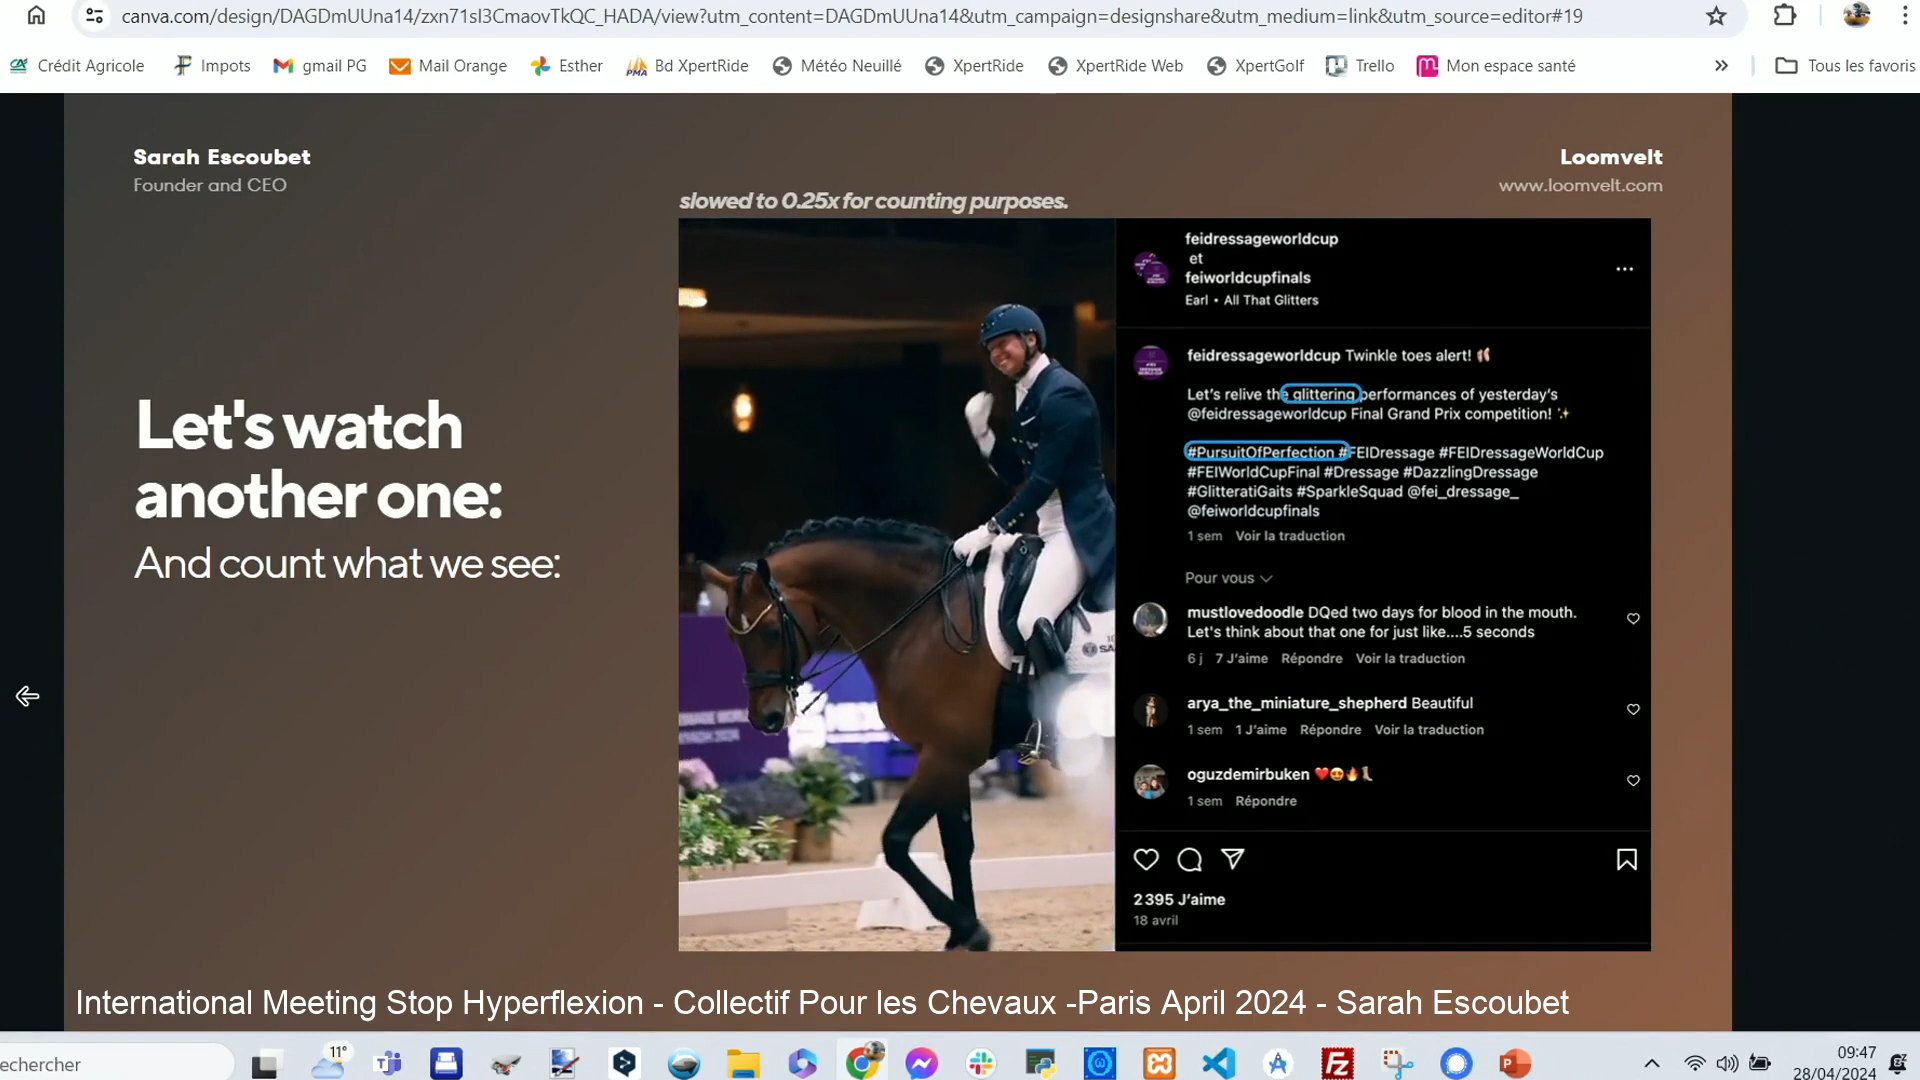 canva.com/design/DAGDmUUna14/zxn71sI3CmaovTkQC_HADA/view?utm_content=DAGDmUUna14&utm_campaign=designshare&utm_medium=link&utm_source=editor#19
Crédit Agricole Impots gmail PG Mail Orange Esther Bd XpertRide Météo Neuillé XpertRide XpertRide Web XpertGolf Trello Mon espace santé » Tous les favoris
Sarah Escoubet
Founder and CEO
Loomvelt
www.loomvelt.com
slowed to 0.25x for counting purposes.
Let's watch
another one:
And count what we see:
feidressageworldcup
et
feiworldcupfinals
Earl • All That Glitters
feidressageworldcup Twinkle toes alert!
Let's relive the glittering performances of yesterday's
@feidressageworldcup Final Grand Prix competition! ✨
#PursuitOfPerfection #FEIDressage #FEIDressageWorldCup
#FEIWorldCupFinal #Dressage #DazzlingDressage
#GlitteratiGaits #SparkleSquad @fei_dressage_
@feiworldcupfinals
1 sem Voir la traduction
Pour vous
mustlovedoodle DQed two days for blood in the mouth.
Let's think about that one for just like....5 seconds
6 j 7 J'aime Répondre Voir la traduction
arya_the_miniature_shepherd Beautiful
1 sem 1 J'aime Répondre Voir la traduction
oguzdemirbuken ❤️😍🔥
1 sem Répondre
2 395 J'aime
18 avril
International Meeting Stop Hyperflexion - Collectif Pour les Chevaux -Paris April 2024 - Sarah Escoubet
echercher
11°
09:47
28/04/2024